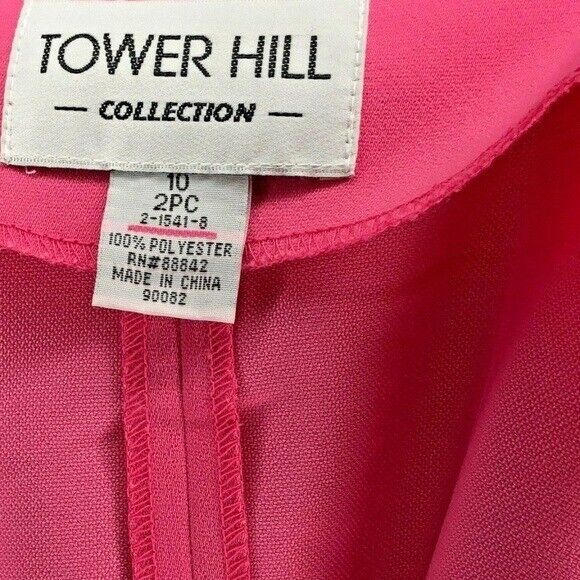 TOWER HILL
— COLLECTION —
10
2PC
2-1541-8
100% POLYESTER
RN#88842
MADE IN CHINA
90082